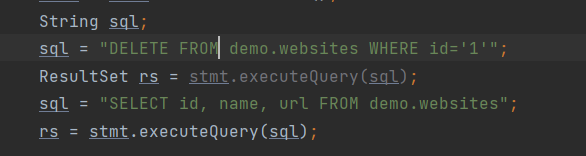 String sql;
sql = "DELETE FROM demo.websites WHERE id='1'";
ResultSet rs = stmt.executeQuery(sql);
sql = "SELECT id, name, url FROM demo.websites";
rs = stmt.executeQuery(sql);